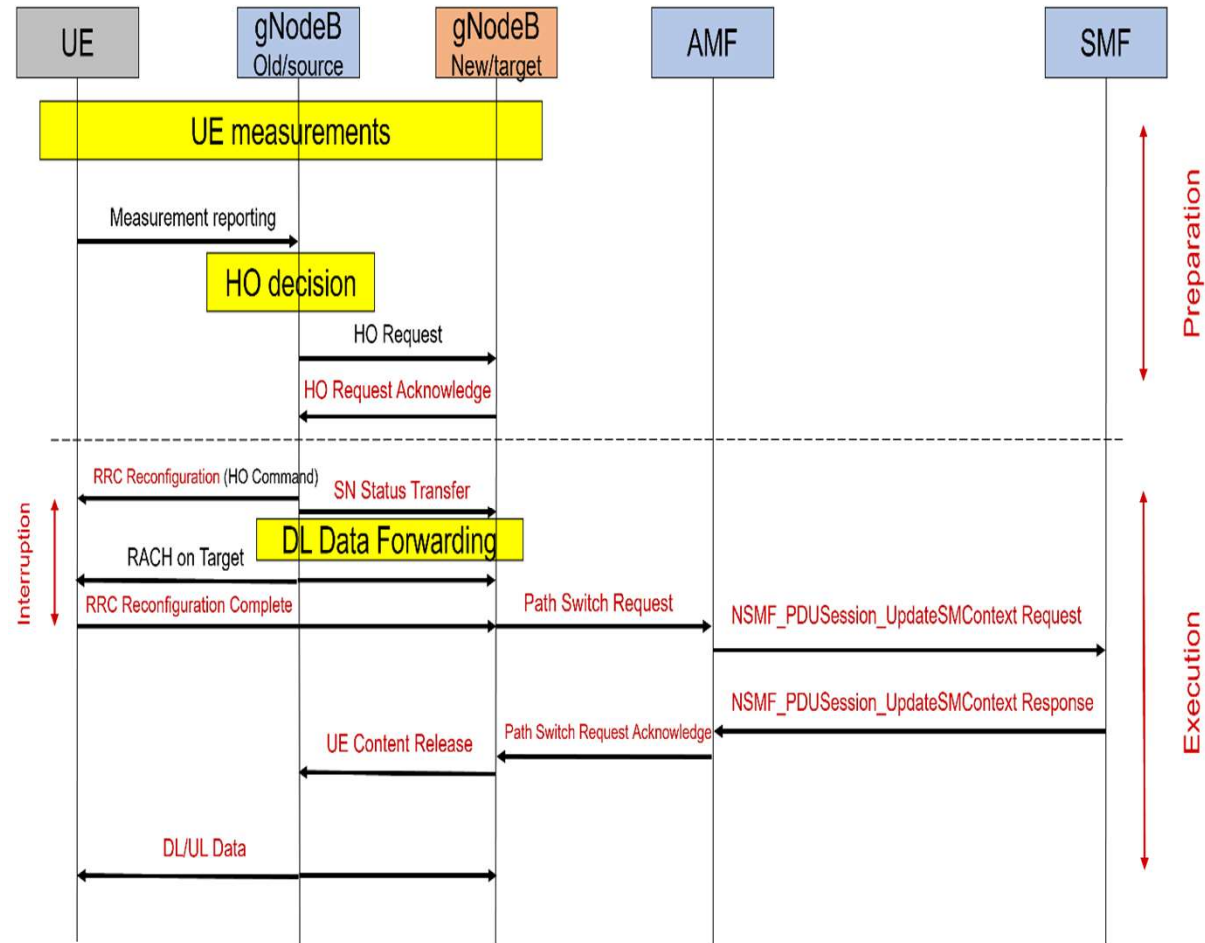 UE
gNodeB
Old/source
gNodeB
New/target
AMF
SMF
UE measurements
Measurement reporting
HO decision
HO Request
HO Request Acknowledge
Preparation
RRC Reconfiguration (HO Command)
SN Status Transfer
DL Data Forwarding
RACH on Target
Interruption
RRC Reconfiguration Complete
Path Switch Request
NSMF_PDUSession_UpdateSMContext Request
NSMF_PDUSession_UpdateSMContext Response
Path Switch Request Acknowledge
UE Content Release
Execution
DL/UL Data